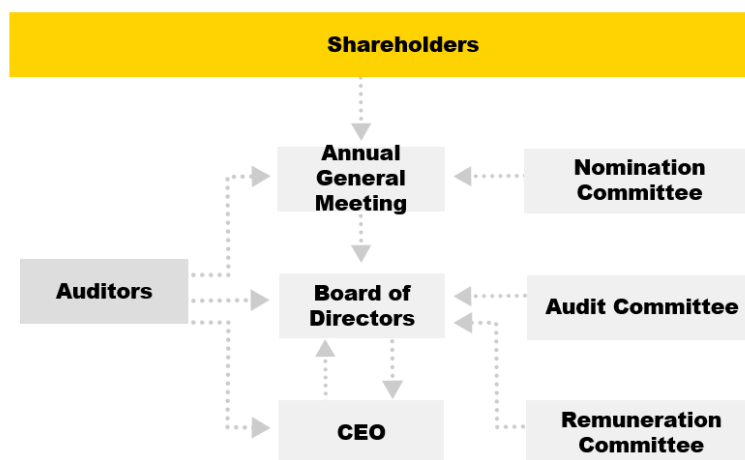 Shareholders
Annual
General
Meeting
Nomination
Committee
Auditors
Board of
Directors
Audit Committee
CEO
Remuneration
Committee